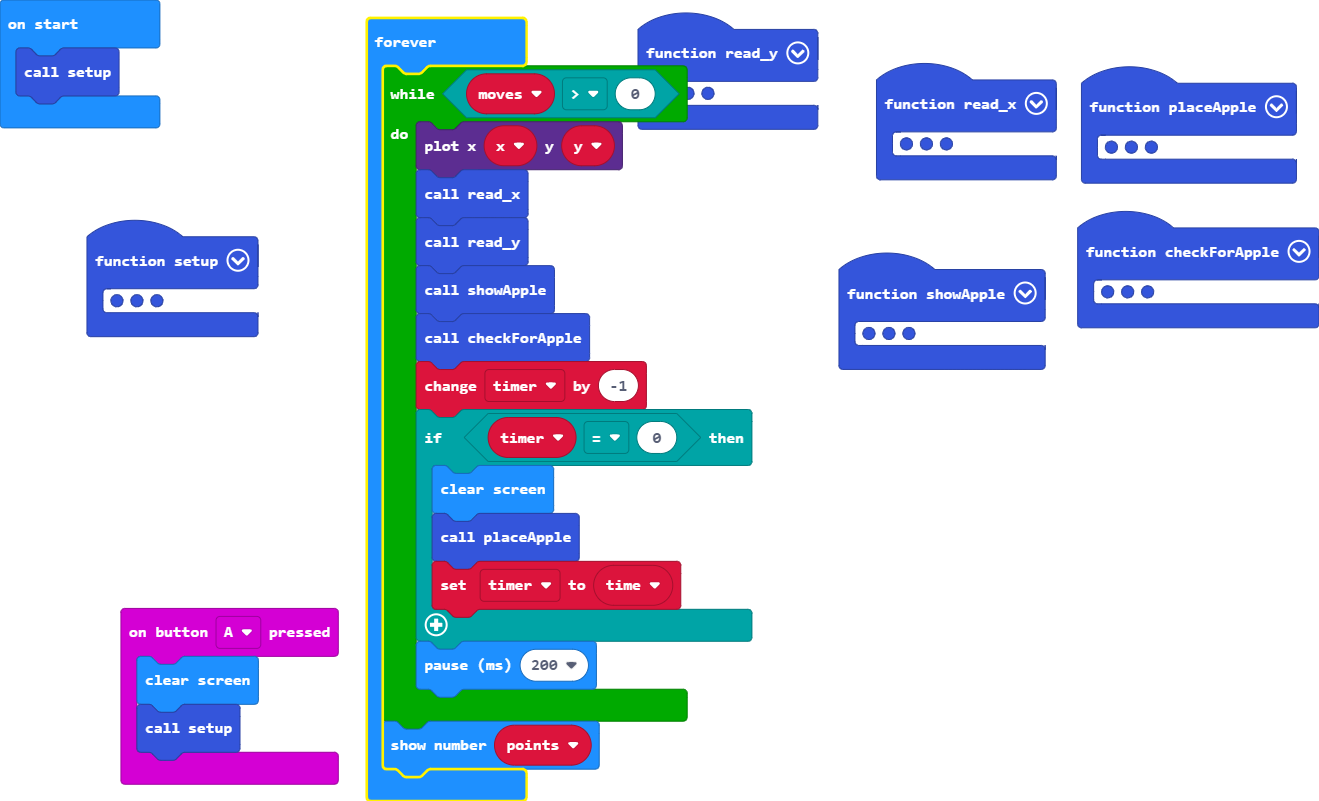 on start
call setup
function setup
on button A pressed
clear screen
call setup
forever
while moves > 0
do
plot x x y y
call read_x
call read_y
call showApple
call checkForApple
change timer by -1
if timer = 0 then
clear screen
call placeApple
set timer to time
pause (ms) 200
show number points
function read_y
function read_x
function placeApple
function showApple
function checkForApple